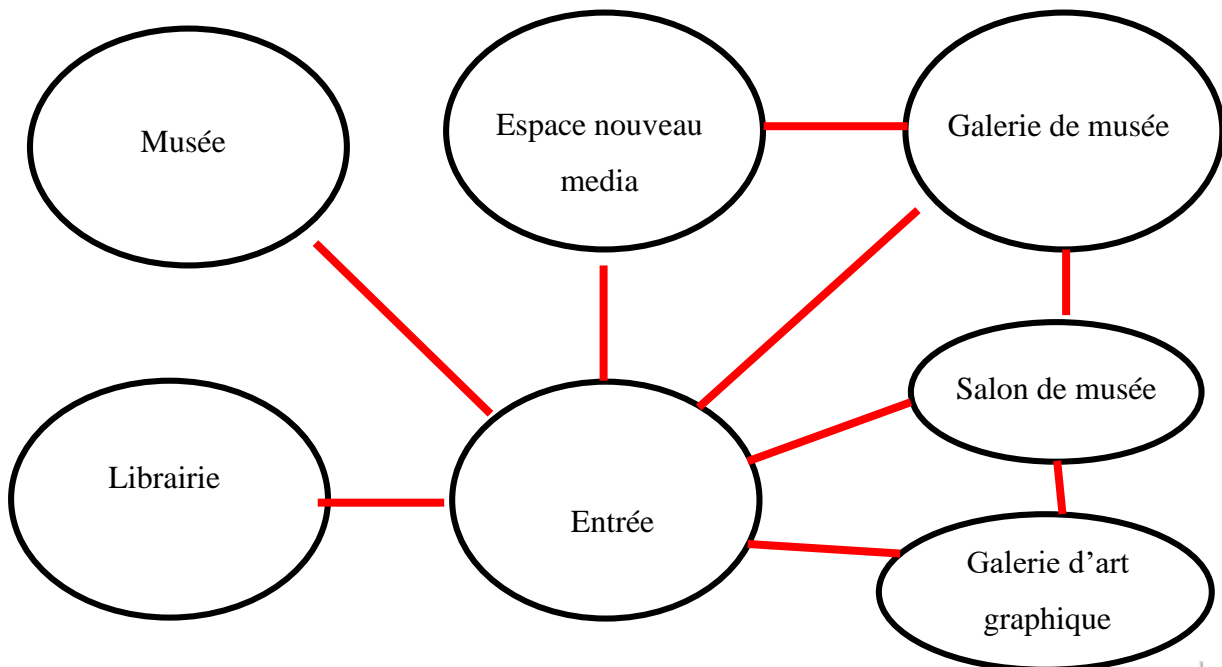 Musée
Espace nouveau
media
Galerie de musée
Salon de musée
Librairie
Entrée
Galerie d’art
graphique